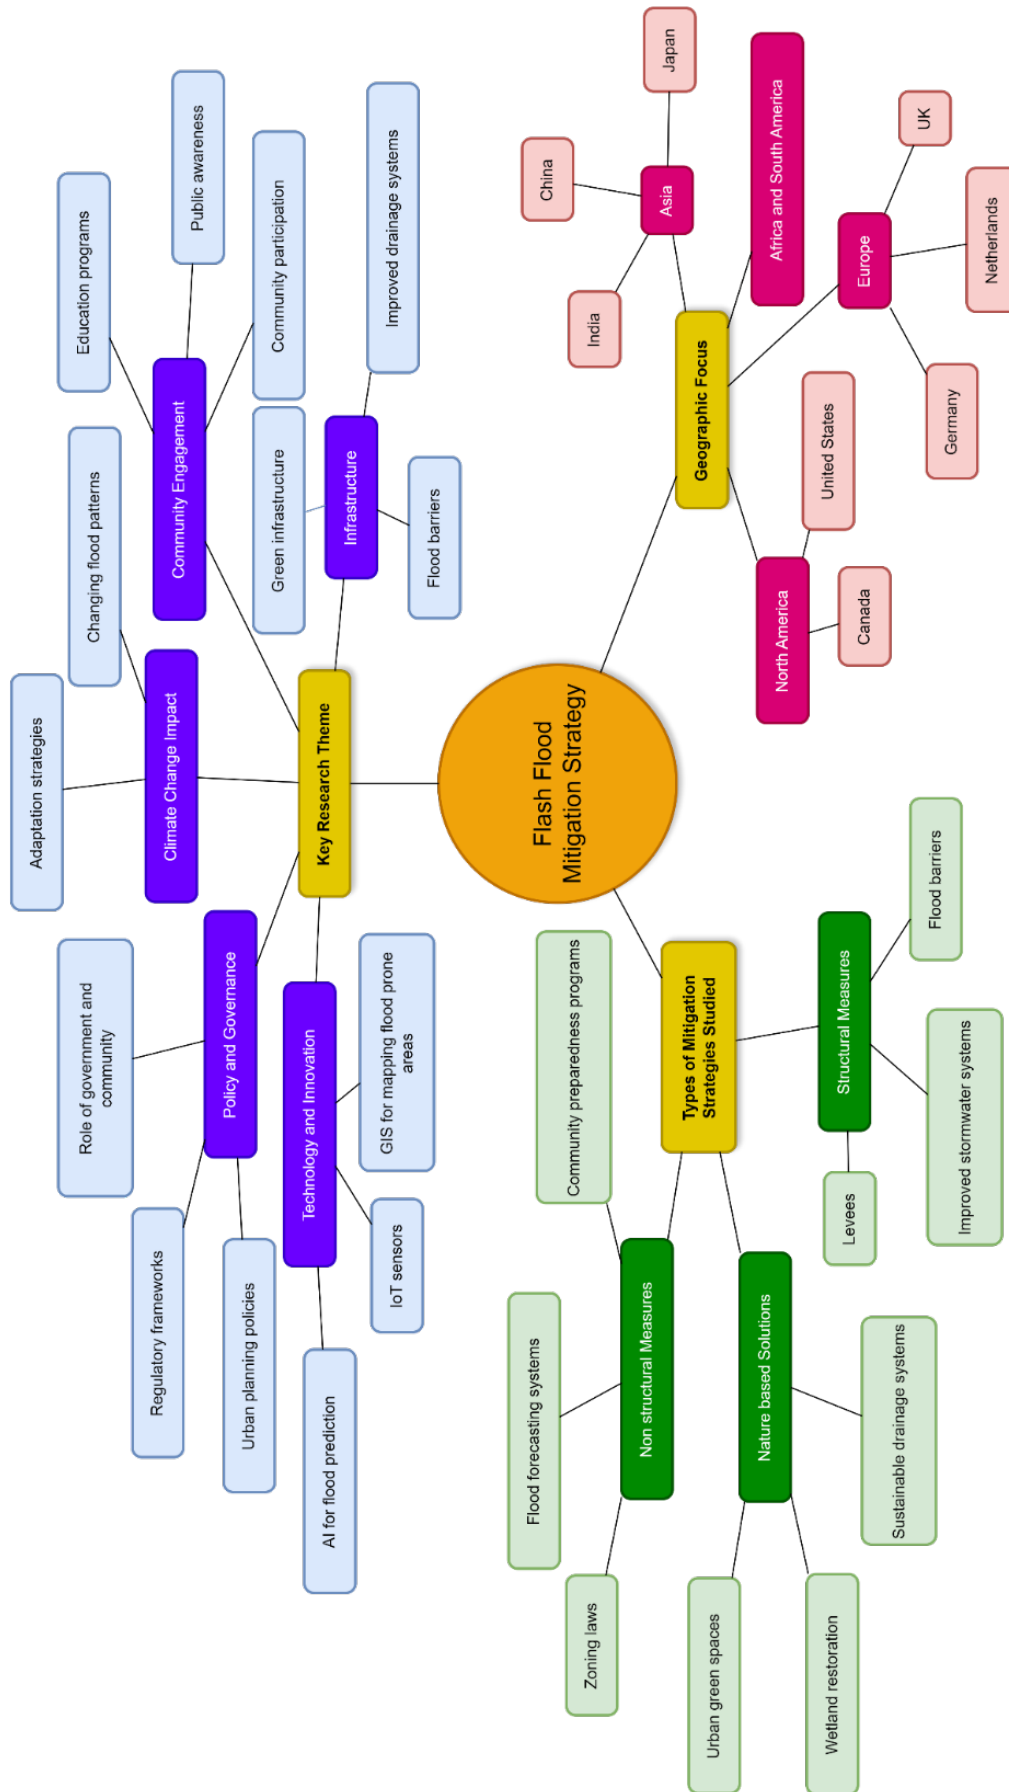 Flash Flood
Mitigation Strategy
Key Research Theme
Policy and Governance
Role of government and
community
Regulatory frameworks
Urban planning policies
Technology and Innovation
AI for flood prediction
IoT sensors
GIS for mapping flood prone
areas
Climate Change Impact
Adaptation strategies
Changing flood patterns
Community Engagement
Education programs
Public awareness
Community participation
Infrastructure
Green infrastructure
Improved drainage systems
Flood barriers
Types of Mitigation
Strategies Studied
Non structural Measures
Community preparedness programs
Flood forecasting systems
Zoning laws
Nature based Solutions
Urban green spaces
Wetland restoration
Sustainable drainage systems
Structural Measures
Levees
Improved stormwater systems
Flood barriers
Geographic Focus
Asia
India
China
Japan
Africa and South America
Europe
UK
Netherlands
Germany
North America
United States
Canada